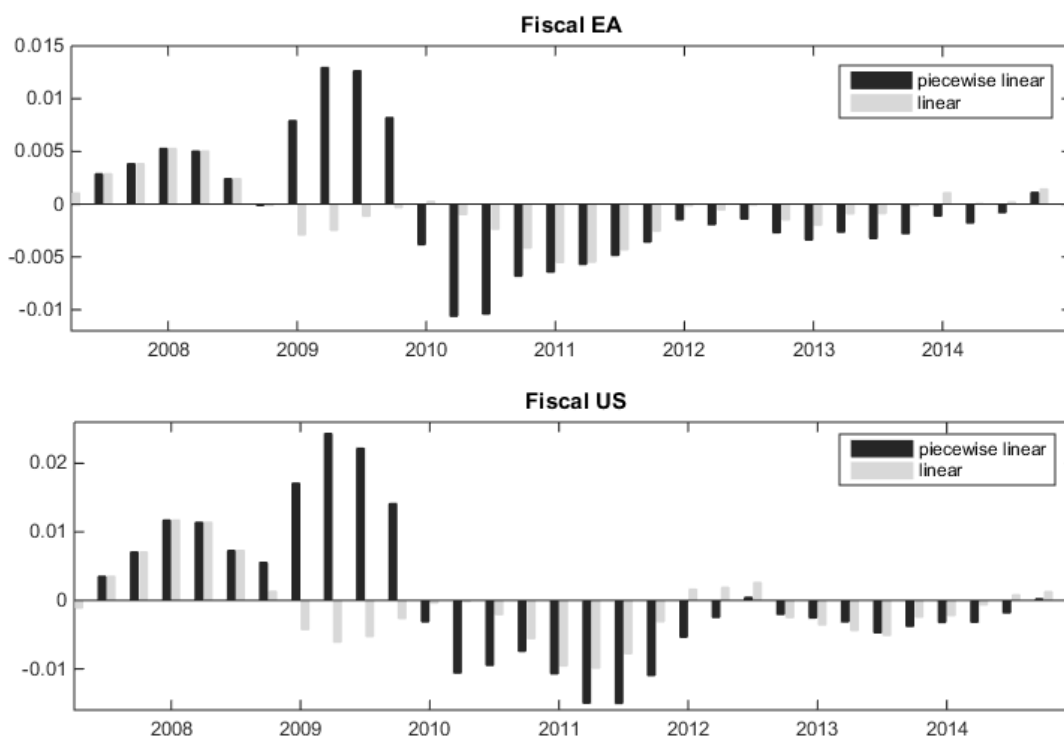 Fiscal EA
0.015
0.01
0.005
0
-0.005
-0.01
piecewise linear
linear
2008 2009 2010 2011 2012 2013 2014
Fiscal US
0.02
0.01
0
-0.01
piecewise linear
linear
2008 2009 2010 2011 2012 2013 2014